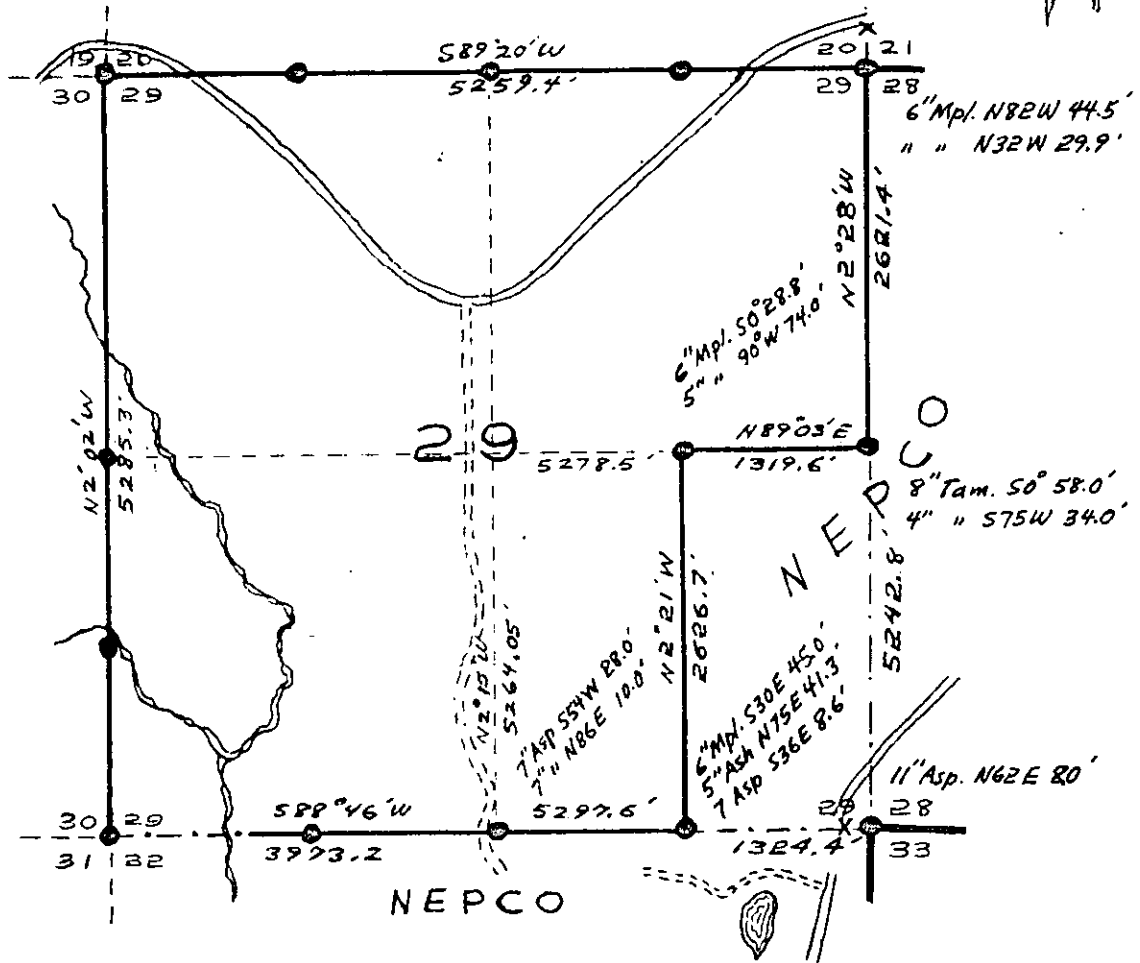 S89°20'W
19 20
20 21
5259.4'
30 29
29 28
6" Mpl. N82W 44.5'
" " N32W 29.9'
N2°28'W
2621.4'
6" Mpl. S0° 28.8'
5" " 90°W 74.0'
N2°02'W
5285.3'
29
5278.5'
N89°03'E
1319.6'
NEPCO
8" Tam. S0° 58.0'
4" " S75W 34.0'
N2°21'W
2626.7'
5242.8'
N2°15'W
5264.05'
7" Asp S54W 28.0'
7" " N86E 10.0'
6" Mpl. S30E 45.0'
5" Ash N75E 41.3'
7 Asp S36E 8.6'
11" Asp. N62E 8.0'
30 29
S88°46'W
5297.6'
29 28
31 32
3973.2
1324.4'
33
NEPCO